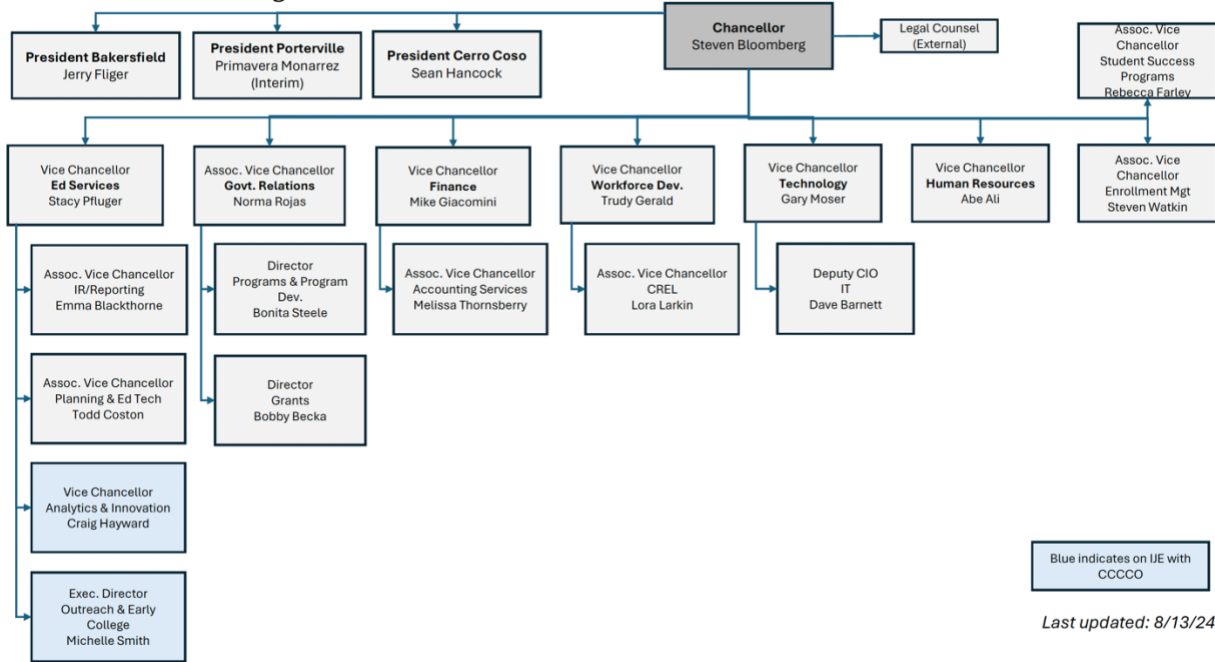 Chancellor
Steven Bloomberg
Legal Counsel
(External)
Assoc. Vice
Chancellor
Student Success
Programs
Rebecca Farley
President Bakersfield
Jerry Fliger
President Porterville
Primavera Monarrez
(Interim)
President Cerro Coso
Sean Hancock
Vice Chancellor
Ed Services
Stacy Pfluger
Assoc. Vice Chancellor
Govt. Relations
Norma Rojas
Vice Chancellor
Finance
Mike Giacomini
Vice Chancellor
Workforce Dev.
Trudy Gerald
Vice Chancellor
Technology
Gary Moser
Vice Chancellor
Human Resources
Abe Ali
Assoc. Vice
Chancellor
Enrollment Mgt
Steven Watkin
Assoc. Vice Chancellor
IR/Reporting
Emma Blackthorne
Director
Programs & Program
Dev.
Bonita Steele
Assoc. Vice Chancellor
Accounting Services
Melissa Thornsberry
Assoc. Vice Chancellor
CREL
Lora Larkin
Deputy CIO
IT
Dave Barnett
Assoc. Vice Chancellor
Planning & Ed Tech
Todd Coston
Director
Grants
Bobby Becka
Vice Chancellor
Analytics & Innovation
Craig Hayward
Exec. Director
Outreach & Early
College
Michelle Smith
Blue indicates on IJE with
CCCCO
Last updated: 8/13/24